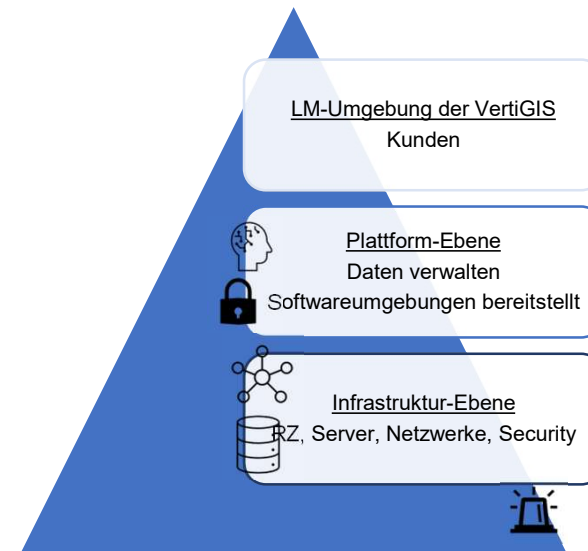 LM-Umgebung der VertiGIS
Kunden
Plattform-Ebene
Daten verwalten
Softwareumgebungen bereitstellt
Infrastruktur-Ebene
RZ, Server, Netzwerke, Security